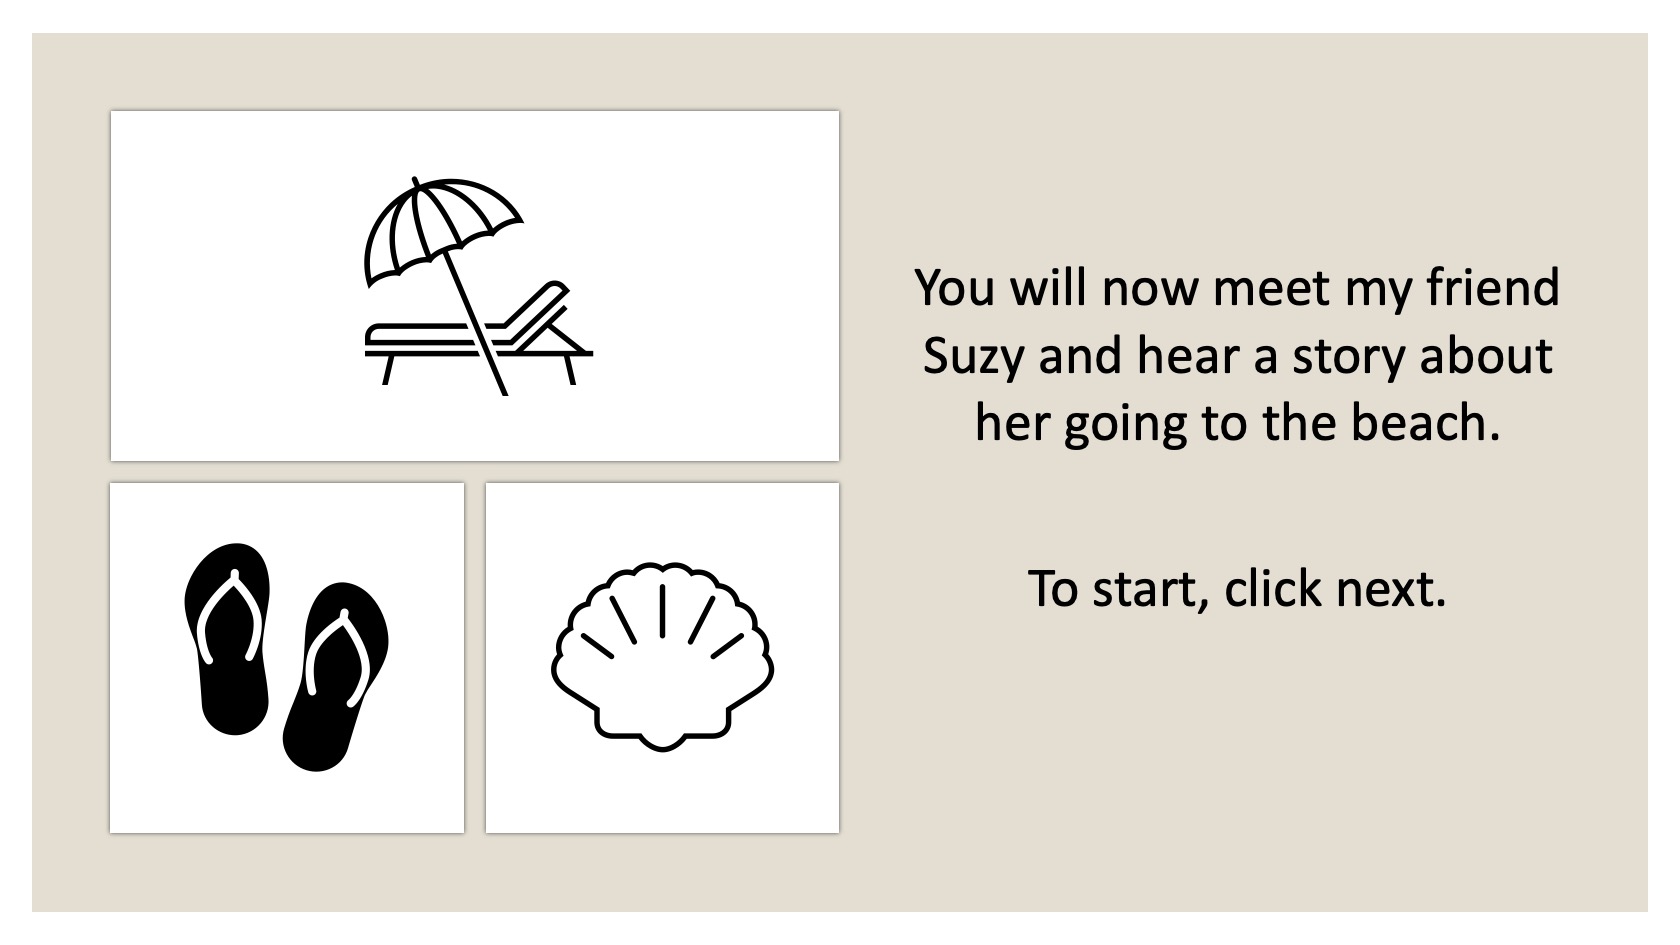 You will now meet my friend
Suzy and hear a story about
her going to the beach.
To start, click next.